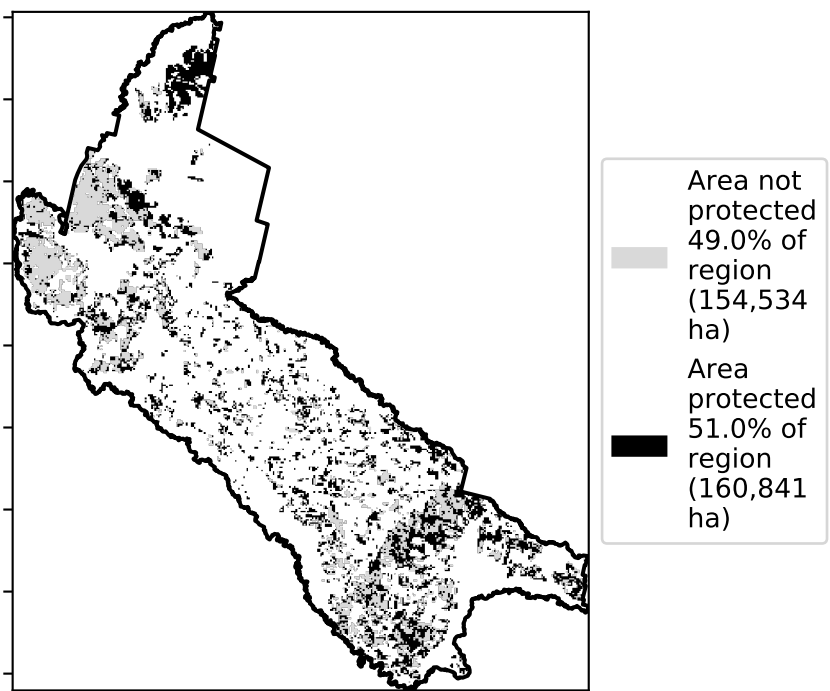 Area not
protected
49.0% of
region
(154,534
ha)
Area
protected
51.0% of
region
(160,841
ha)